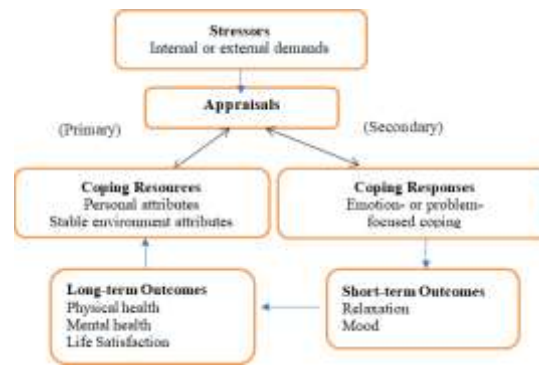 Stressors
Internal or external demands
Appraisals
(Primary)
(Secondary)
Coping Resources
Personal attributes
Stable environment attributes
Coping Responses
Emotion- or problem-
focused coping
Long-term Outcomes
Physical health
Mental health
Life Satisfaction
Short-term Outcomes
Relaxation
Mood